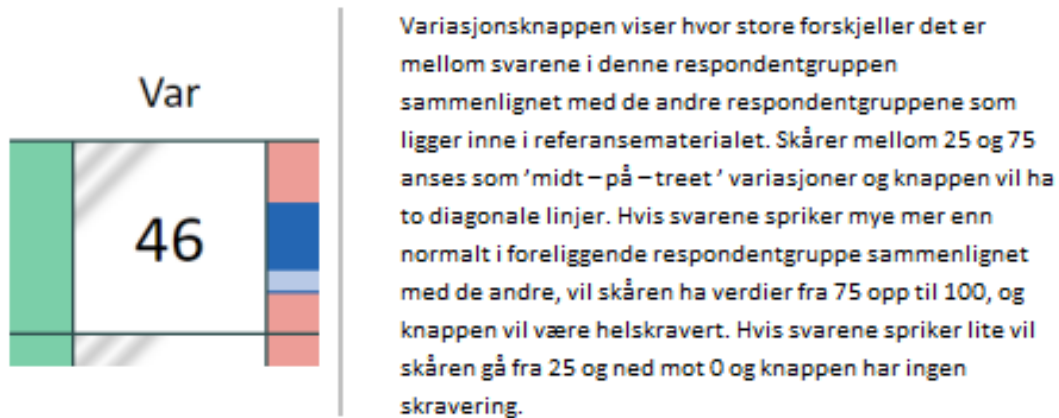 Var
46
Variasjonsknappen viser hvor store forskjeller det er
mellom svarene i denne respondentgruppen
sammenlignet med de andre respondentgruppene som
ligger inne i referansematerialet. Skårer mellom 25 og 75
anses som ’midt – på – treet ’ variasjoner og knappen vil ha
to diagonale linjer. Hvis svarene spriker mye mer enn
normalt i foreliggende respondentgruppe sammenlignet
med de andre, vil skåren ha verdier fra 75 opp til 100, og
knappen vil være helskravert. Hvis svarene spriker lite vil
skåren gå fra 25 og ned mot 0 og knappen har ingen
skravering.